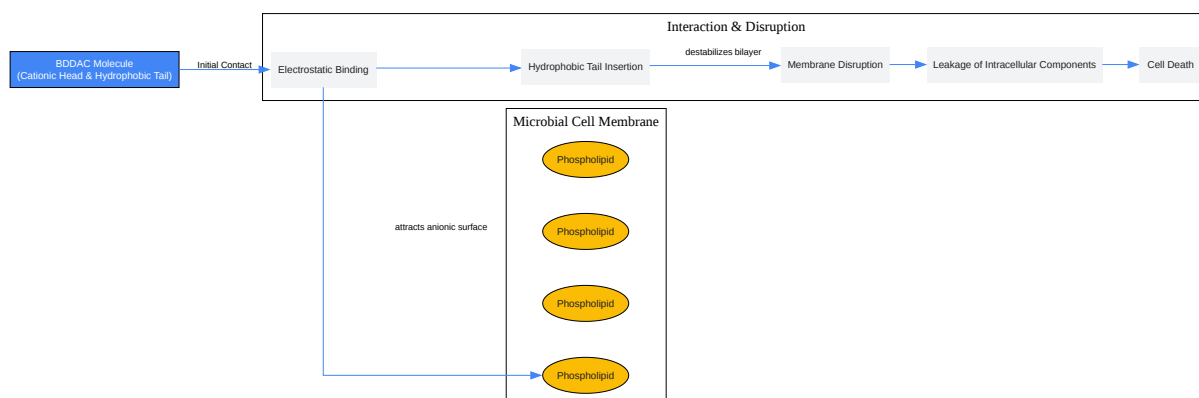 Interaction & Disruption
BDDAC Molecule
(Cationic Head & Hydrophobic Tail)
Initial Contact
Electrostatic Binding
Hydrophobic Tail Insertion
destabilizes bilayer
Membrane Disruption
Leakage of Intracellular Components
Cell Death
Microbial Cell Membrane
Phospholipid
attracts anionic surface
Phospholipid
Phospholipid
Phospholipid